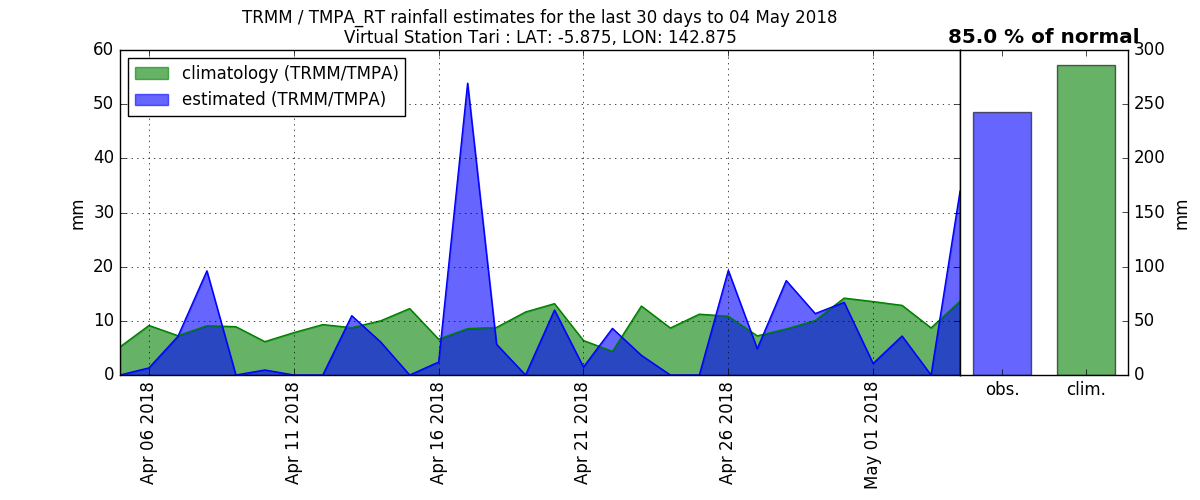 TRMM / TMPA_RT rainfall estimates for the last 30 days to 04 May 2018
Virtual Station Tari : LAT: -5.875, LON: 142.875
85.0 % of normal
climatology (TRMM/TMPA)
estimated (TRMM/TMPA)
mm
60
50
40
30
20
10
0
Apr 06 2018
Apr 11 2018
Apr 16 2018
Apr 21 2018
Apr 26 2018
May 01 2018
obs.
clim.
300
250
200
150
100
50
0
mm